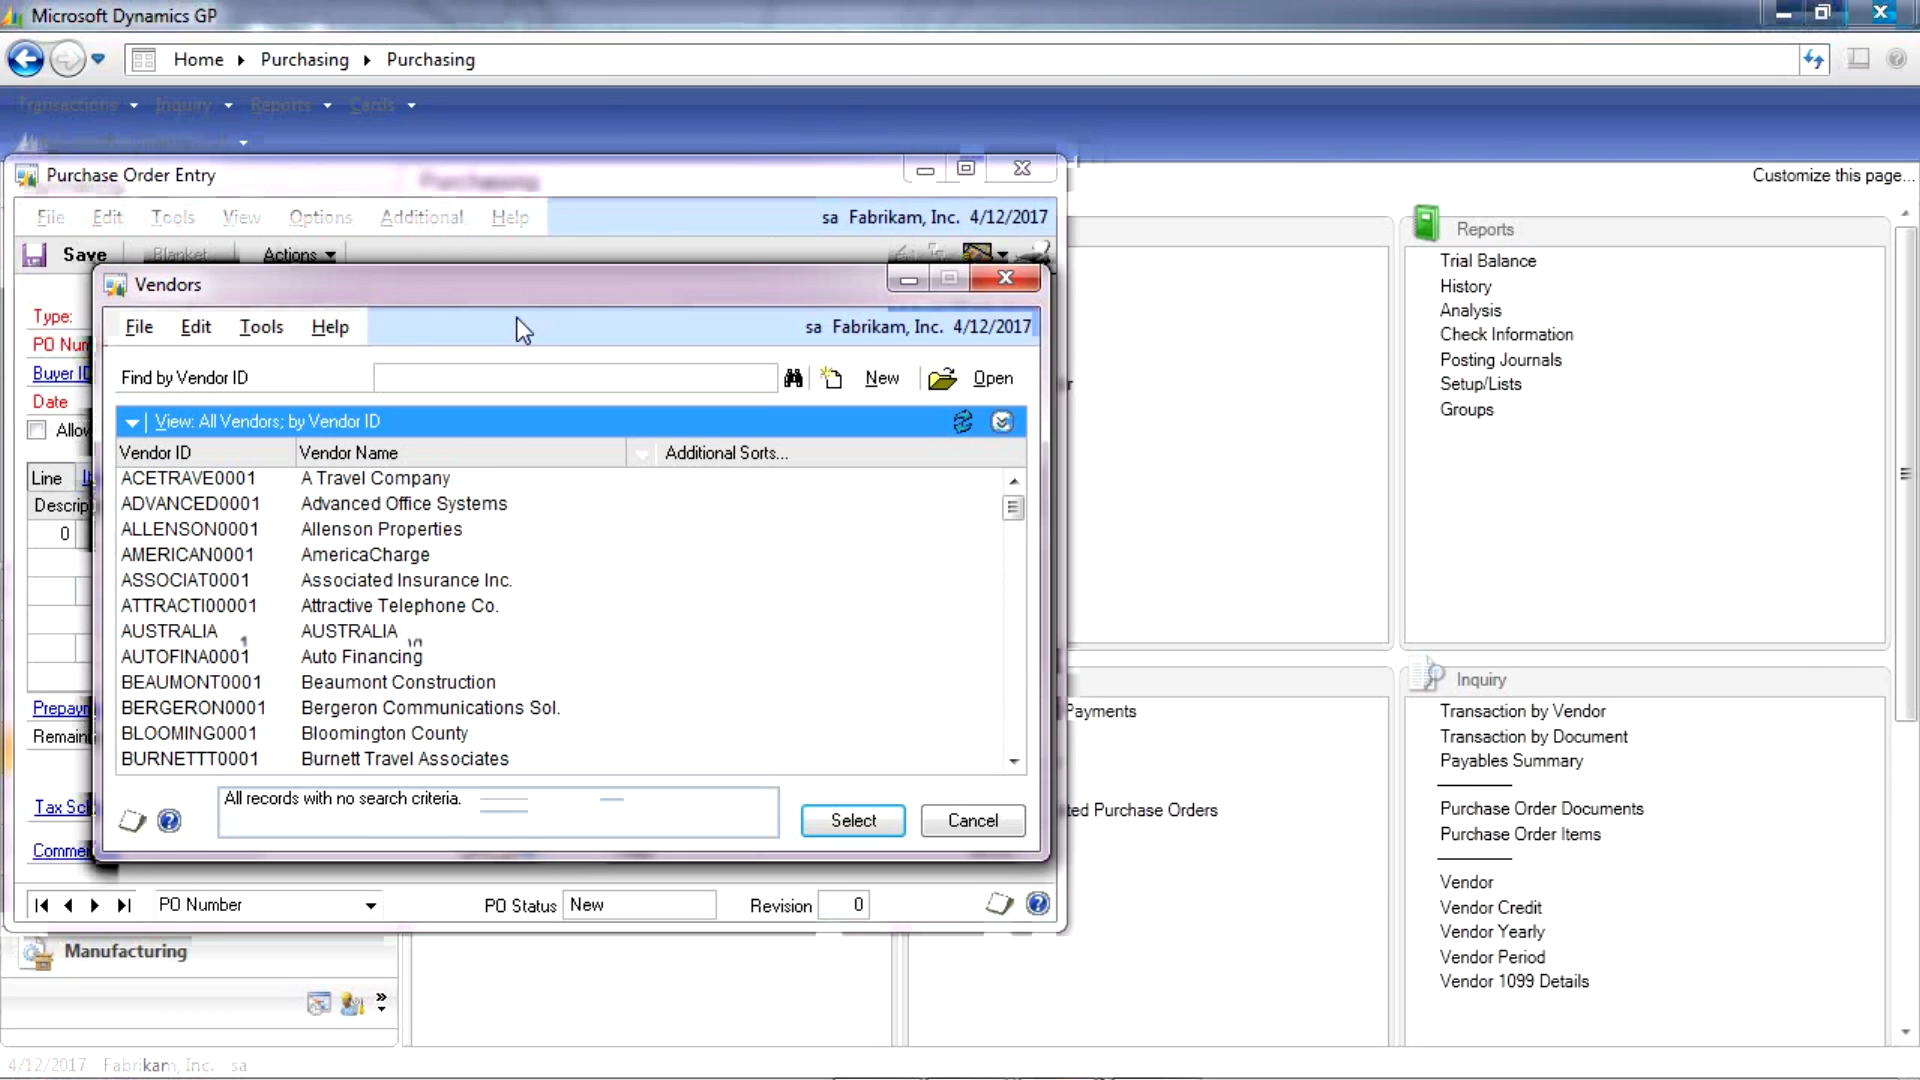 Microsoft Dynamics GP
Home Purchasing Purchasing
Transactions Inquiry Reports Cards
Customize this page...
Purchase Order Entry
Purchasing
File Edit Tools View Options Additional Help sa Fabrikam, Inc. 4/12/2017
Save Blanket Actions
Type:
PO Num
Buyer ID
Date
Allow
Line
Descrip
0
Prepaym
Remaini
Tax Sch
Commen
Vendors
File Edit Tools Help sa Fabrikam, Inc. 4/12/2017
Find by Vendor ID New Open
View: All Vendors; by Vendor ID
Vendor ID Vendor Name Additional Sorts...
ACETRAVE0001 A Travel Company
ADVANCED0001 Advanced Office Systems
ALLENSON0001 Allenson Properties
AMERICAN0001 AmericaCharge
ASSOCIAT0001 Associated Insurance Inc.
ATTRACTI00001 Attractive Telephone Co.
AUSTRALIA AUSTRALIA
AUTOFINA0001 Auto Financing
BEAUMONT0001 Beaumont Construction
BERGERON0001 Bergeron Communications Sol.
BLOOMING0001 Bloomington County
BURNETTT0001 Burnett Travel Associates
All records with no search criteria.
Select Cancel
PO Number PO Status New Revision 0
Manufacturing
4/12/2017 Fabrikam, Inc. sa
Payments
ted Purchase Orders
Reports
Trial Balance
History
Analysis
Check Information
Posting Journals
Setup/Lists
Groups
Inquiry
Transaction by Vendor
Transaction by Document
Payables Summary
Purchase Order Documents
Purchase Order Items
Vendor
Vendor Credit
Vendor Yearly
Vendor Period
Vendor 1099 Details